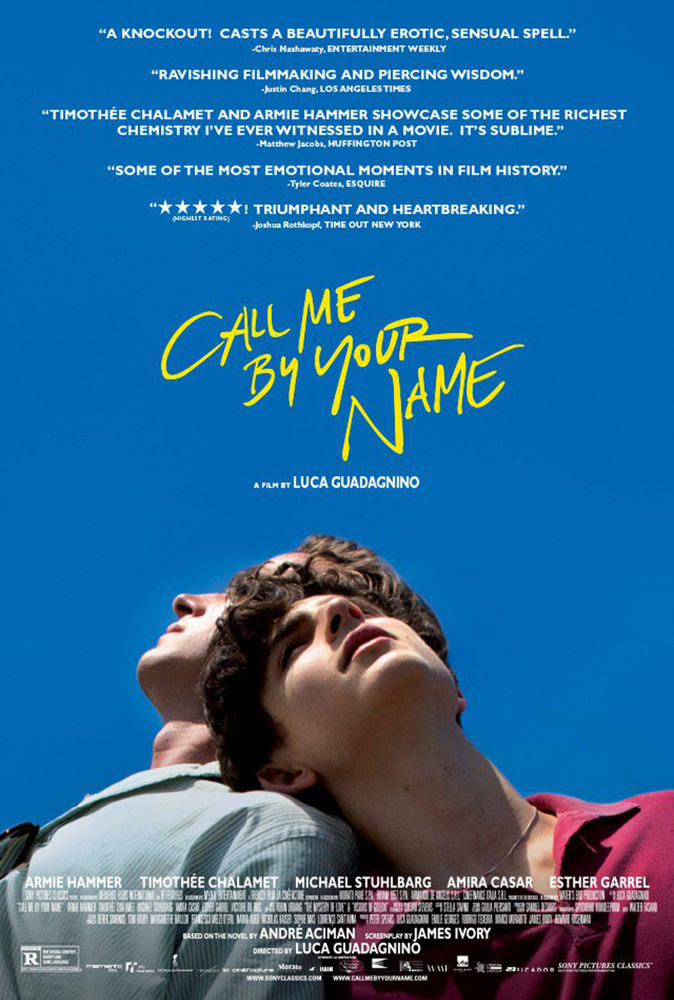 “A KNOCKOUT! CASTS A BEAUTIFULLY EROTIC, SENSUAL SPELL.”
-Chris Nashawaty, ENTERTAINMENT WEEKLY
“RAVISHING FILMMAKING AND PIERCING WISDOM.”
-Justin Chang, LOS ANGELES TIMES
“TIMOTHÉE CHALAMET AND ARMIE HAMMER SHOWCASE SOME OF THE RICHEST
CHEMISTRY I’VE EVER WITNESSED IN A MOVIE. IT’S SUBLIME.”
-Matthew Jacobs, HUFFINGTON POST
“SOME OF THE MOST EMOTIONAL MOMENTS IN FILM HISTORY.”
-Tyler Coates, ESQUIRE
“★★★★★! TRIUMPHANT AND HEARTBREAKING.”
(HIGHEST RATING)
-Joshua Rothkopf, TIME OUT NEW YORK
CALL ME
BY YOUR
NAME
A FILM BY LUCA GUADAGNINO
ARMIE HAMMER TIMOTHÉE CHALAMET MICHAEL STUHLBARG AMIRA CASAR ESTHER GARREL
BASED ON THE NOVEL BY ANDRÉ ACIMAN SCREENPLAY BY JAMES IVORY
DIRECTED BY LUCA GUADAGNINO
R
SONY PICTURES CLASSICS
WWW.SONYCLASSICS.COM WWW.CALLMEBYYOURNAME.COM